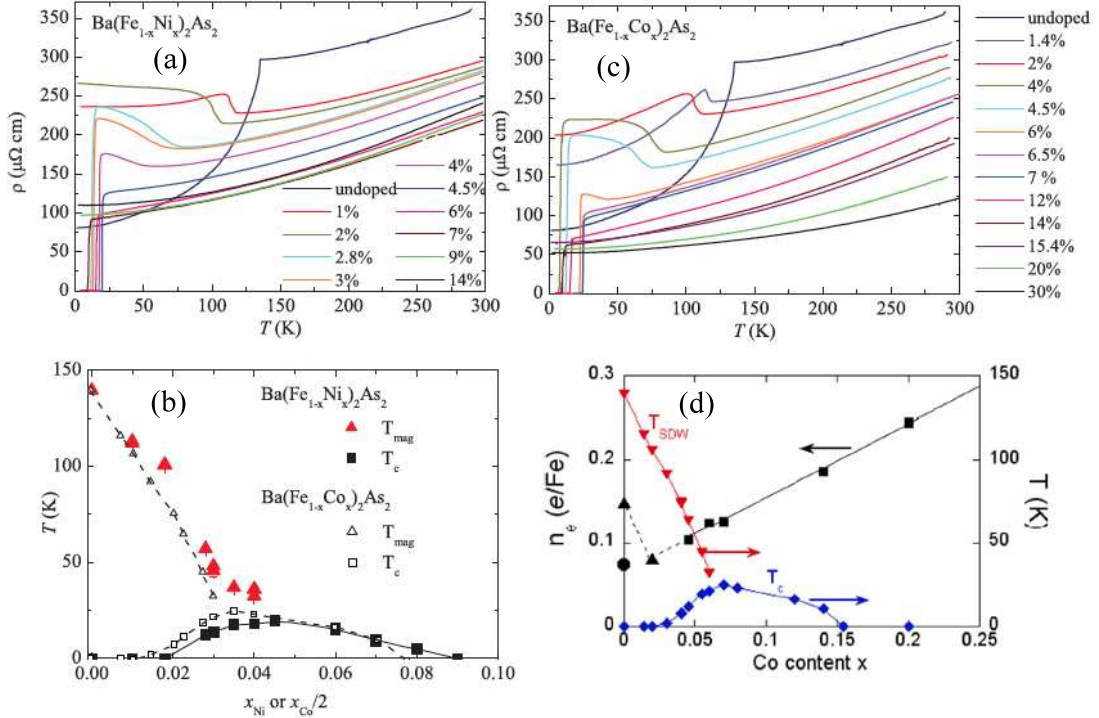 350
300
250
200
150
100
50
0
ρ (μΩ cm)
Ba(Fe1-xNix)2As2
(a)
undoped
1%
2%
2.8%
3%
4%
4.5%
6%
7%
9%
14%
0 50 100 150 200 250 300
T (K)
350
300
250
200
150
100
50
0
ρ (μΩ cm)
Ba(Fe1-xCox)2As2
(c)
0 50 100 150 200 250 300
T (K)
undoped
1.4%
2%
4%
4.5%
6%
6.5%
7 %
12%
14%
15.4%
20%
30%
150
100
50
0
T (K)
(b)
Ba(Fe1-xNix)2As2
Tmag
Tc
Ba(Fe1-xCox)2As2
Tmag
Tc
0.00 0.02 0.04 0.06 0.08 0.10
xNi or xCo/2
0.3
0.2
0.1
0
ne (e/Fe)
(d)
TSDW
Tc
150
100
50
0
T (K)
0 0.05 0.1 0.15 0.2 0.25
Co content x